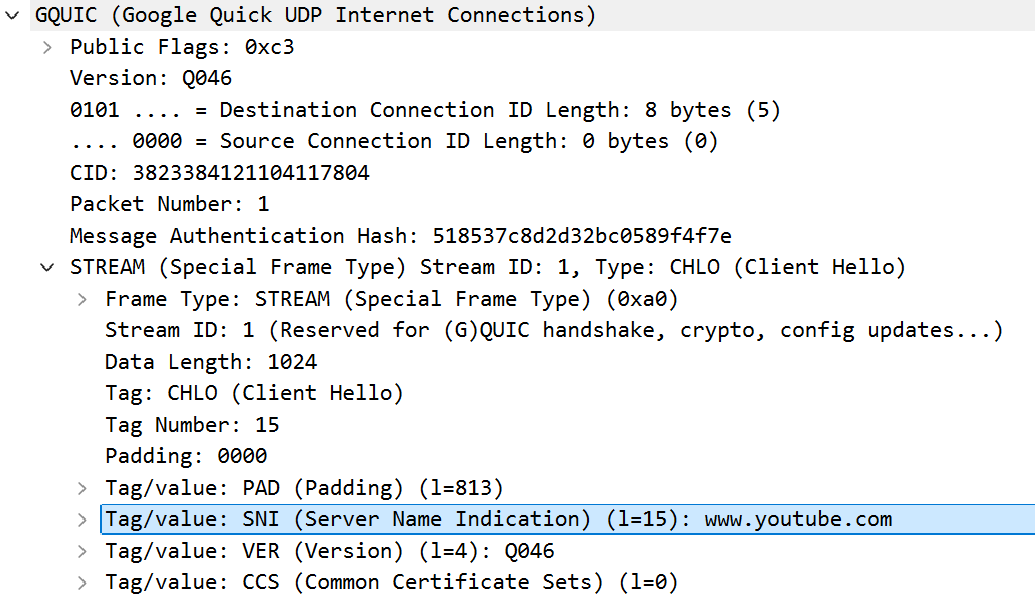 GQUIC (Google Quick UDP Internet Connections)
Public Flags: 0xc3
Version: Q046
0101 .... = Destination Connection ID Length: 8 bytes (5)
.... 0000 = Source Connection ID Length: 0 bytes (0)
CID: 3823384121104117804
Packet Number: 1
Message Authentication Hash: 518537c8d2d32bc0589f4f7e
STREAM (Special Frame Type) Stream ID: 1, Type: CHLO (Client Hello)
Frame Type: STREAM (Special Frame Type) (0xa0)
Stream ID: 1 (Reserved for (G)QUIC handshake, crypto, config updates...)
Data Length: 1024
Tag: CHLO (Client Hello)
Tag Number: 15
Padding: 0000
Tag/value: PAD (Padding) (l=813)
Tag/value: SNI (Server Name Indication) (l=15): www.youtube.com
Tag/value: VER (Version) (l=4): Q046
Tag/value: CCS (Common Certificate Sets) (l=0)